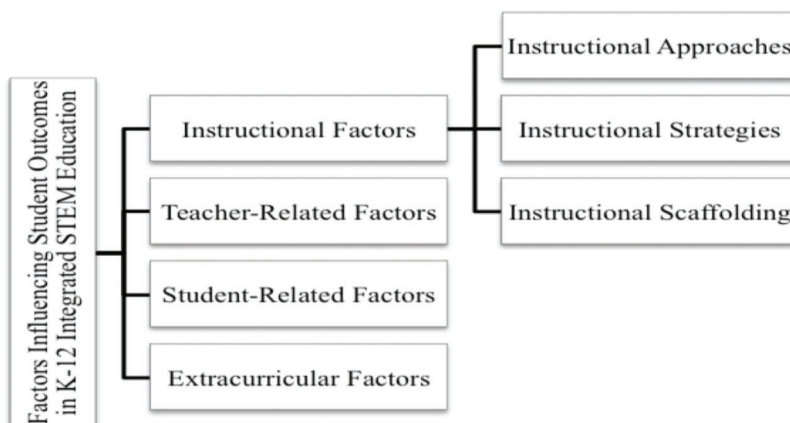 Factors Influencing Student Outcomes
in K-12 Integrated STEM Education
Instructional Factors
Teacher-Related Factors
Student-Related Factors
Extracurricular Factors
Instructional Approaches
Instructional Strategies
Instructional Scaffolding